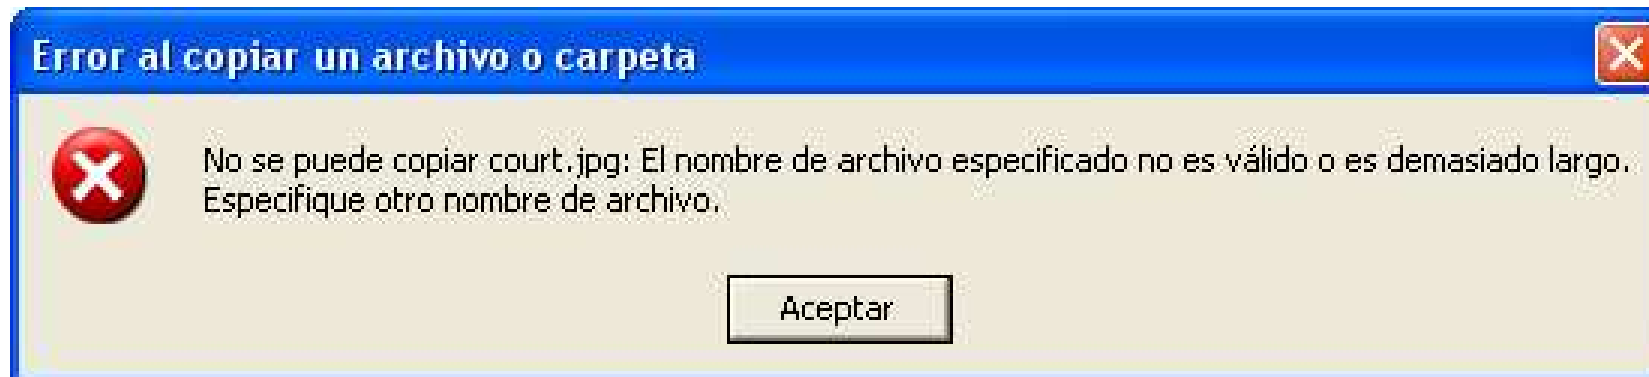 Error al copiar un archivo o carpeta
No se puede copiar court.jpg: El nombre de archivo especificado no es válido o es demasiado largo.
Especifique otro nombre de archivo.
Aceptar